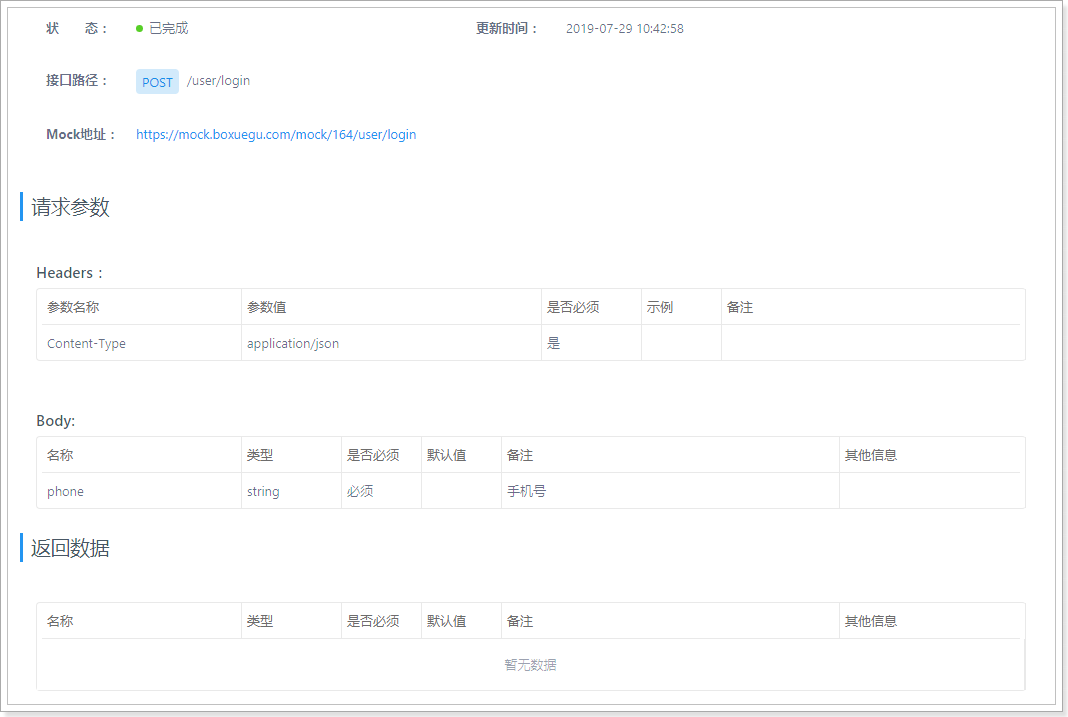 状 态： 已完成 更新时间： 2019-07-29 10:42:58
接口路径： POST /user/login
Mock地址： https://mock.boxuegu.com/mock/164/user/login
请求参数
Headers：
参数名称 参数值 是否必须 示例 备注
Content-Type application/json 是
Body:
名称 类型 是否必须 默认值 备注 其他信息
phone string 必须 手机号
返回数据
名称 类型 是否必须 默认值 备注 其他信息
暂无数据